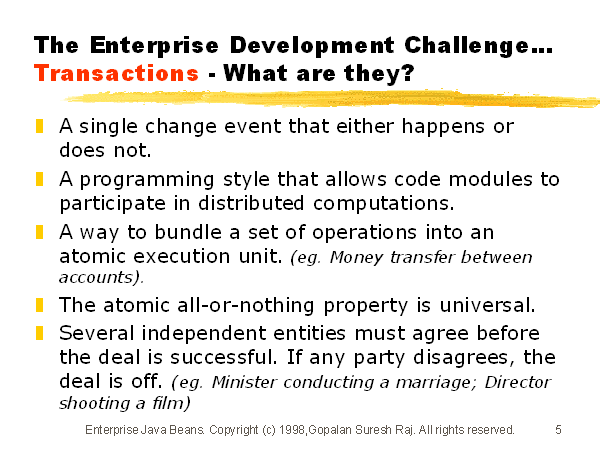 The Enterprise Development Challenge...
Transactions - What are they?
A single change event that either happens or
does not.
A programming style that allows code modules to
participate in distributed computations.
A way to bundle a set of operations into an
atomic execution unit. (eg. Money transfer between
accounts).
The atomic all-or-nothing property is universal.
Several independent entities must agree before
the deal is successful. If any party disagrees, the
deal is off. (eg. Minister conducting a marriage; Director
shooting a film)
Enterprise Java Beans. Copyright (c) 1998,Gopalan Suresh Raj. All rights reserved. 5